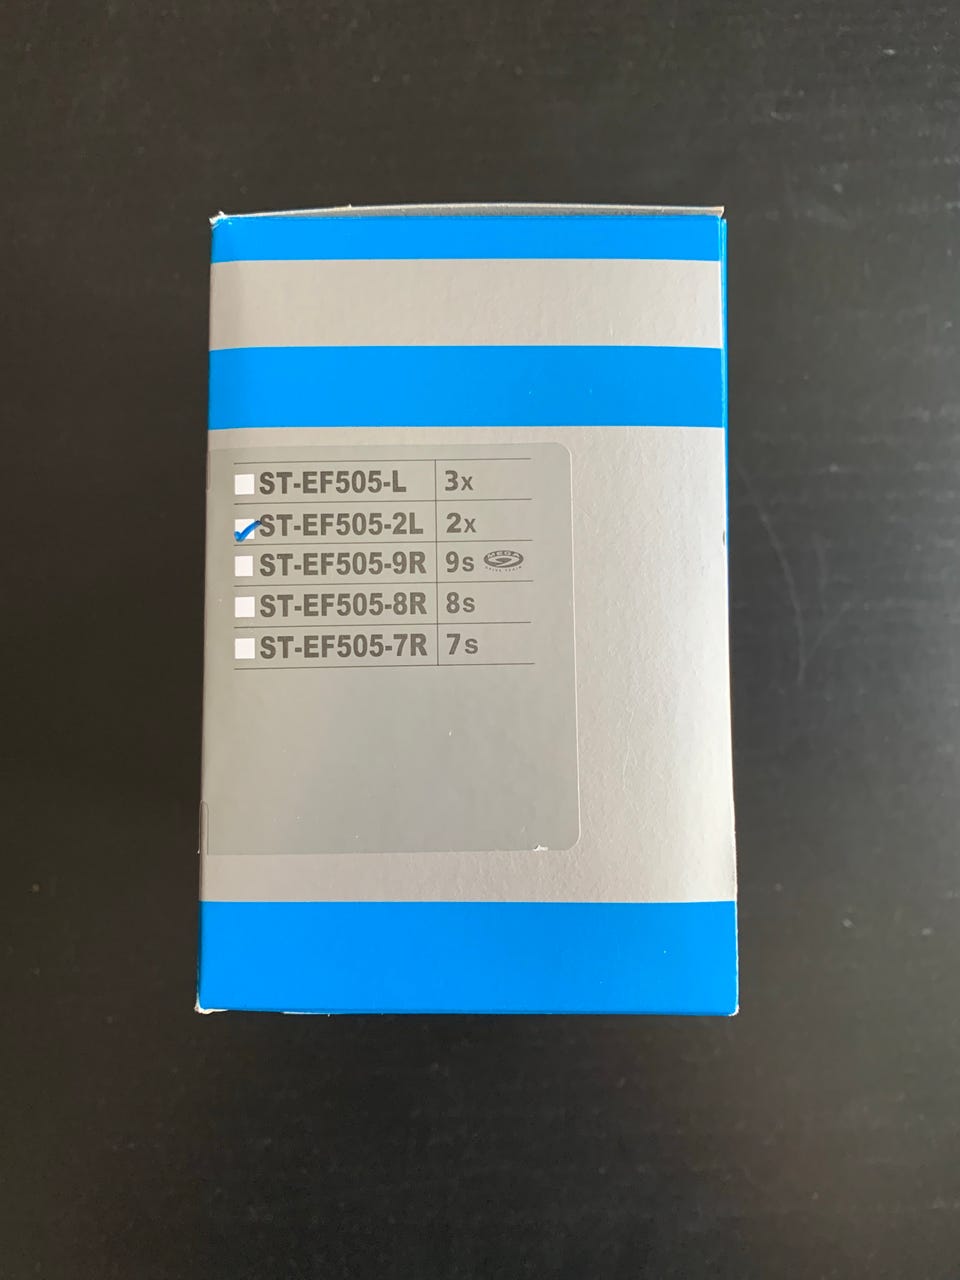 ST-EF505-L 3x
ST-EF505-2L 2x
ST-EF505-9R 9s MEGA
ST-EF505-8R 8s
ST-EF505-7R 7s